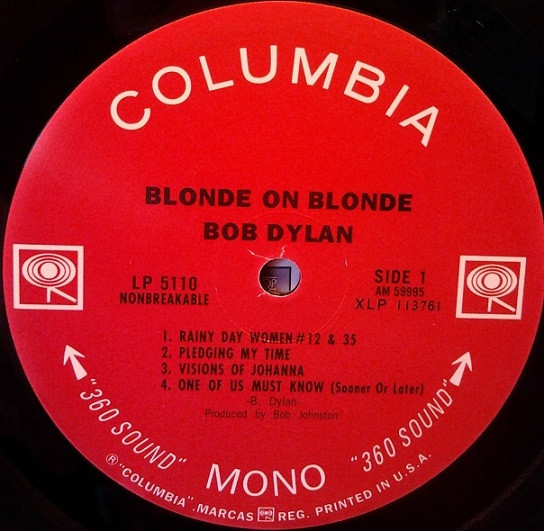 COLUMBIA
BLONDE ON BLONDE
BOB DYLAN
LP 5110
NONBREAKABLE
SIDE 1
AM 59995
XLP 113761
1. RAINY DAY WOMEN #12 & 35
2. PLEDGING MY TIME
3. VISIONS OF JOHANNA
4. ONE OF US MUST KNOW (Sooner Or Later)
-B. Dylan-
Produced by Bob Johnston
"360 SOUND"
MONO
"360 SOUND"
Ⓡ "COLUMBIA". MARCAS REG. PRINTED IN U.S.A.